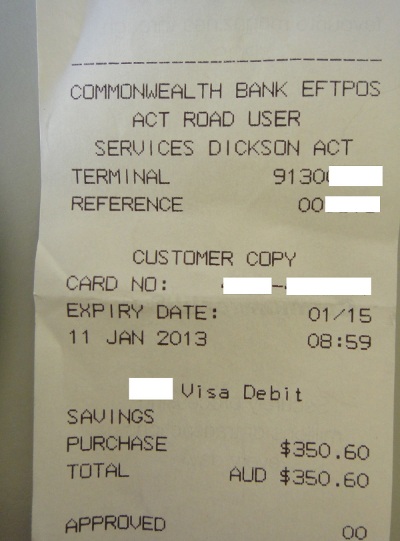 COMMONWEALTH BANK EFTPOS
ACT ROAD USER
SERVICES DICKSON ACT
TERMINAL 9130
REFERENCE 00
CUSTOMER COPY
CARD NO: -
EXPIRY DATE: 01/15
11 JAN 2013 08:59
Visa Debit
SAVINGS
PURCHASE $350.60
TOTAL AUD $350.60
APPROVED 00